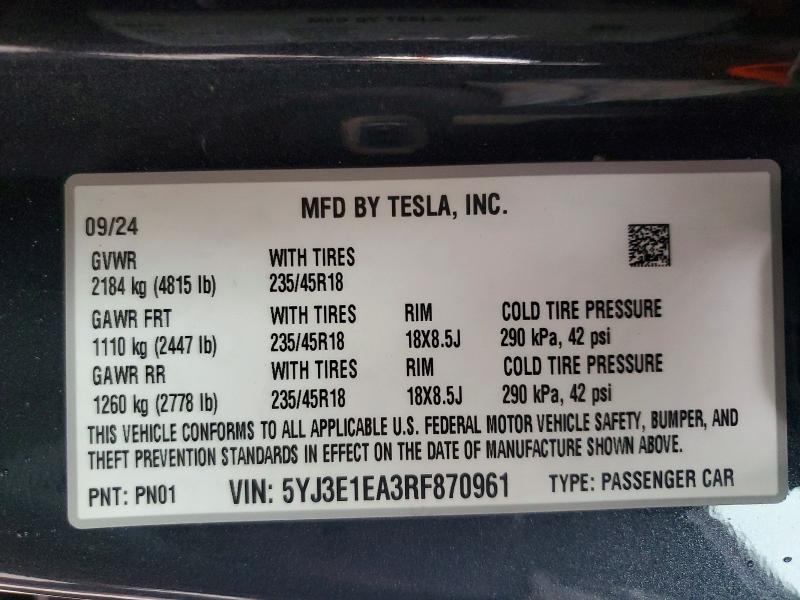 MFD BY TESLA, INC.
09/24
GVWR WITH TIRES
2184 kg (4815 lb) 235/45R18
GAWR FRT WITH TIRES RIM COLD TIRE PRESSURE
1110 kg (2447 lb) 235/45R18 18X8.5J 290 kPa, 42 psi
GAWR RR WITH TIRES RIM COLD TIRE PRESSURE
1260 kg (2778 lb) 235/45R18 18X8.5J 290 kPa, 42 psi
THIS VEHICLE CONFORMS TO ALL APPLICABLE U.S. FEDERAL MOTOR VEHICLE SAFETY, BUMPER, AND
THEFT PREVENTION STANDARDS IN EFFECT ON THE DATE OF MANUFACTURE SHOWN ABOVE.
PNT: PN01 VIN: 5YJ3E1EA3RF870961 TYPE: PASSENGER CAR